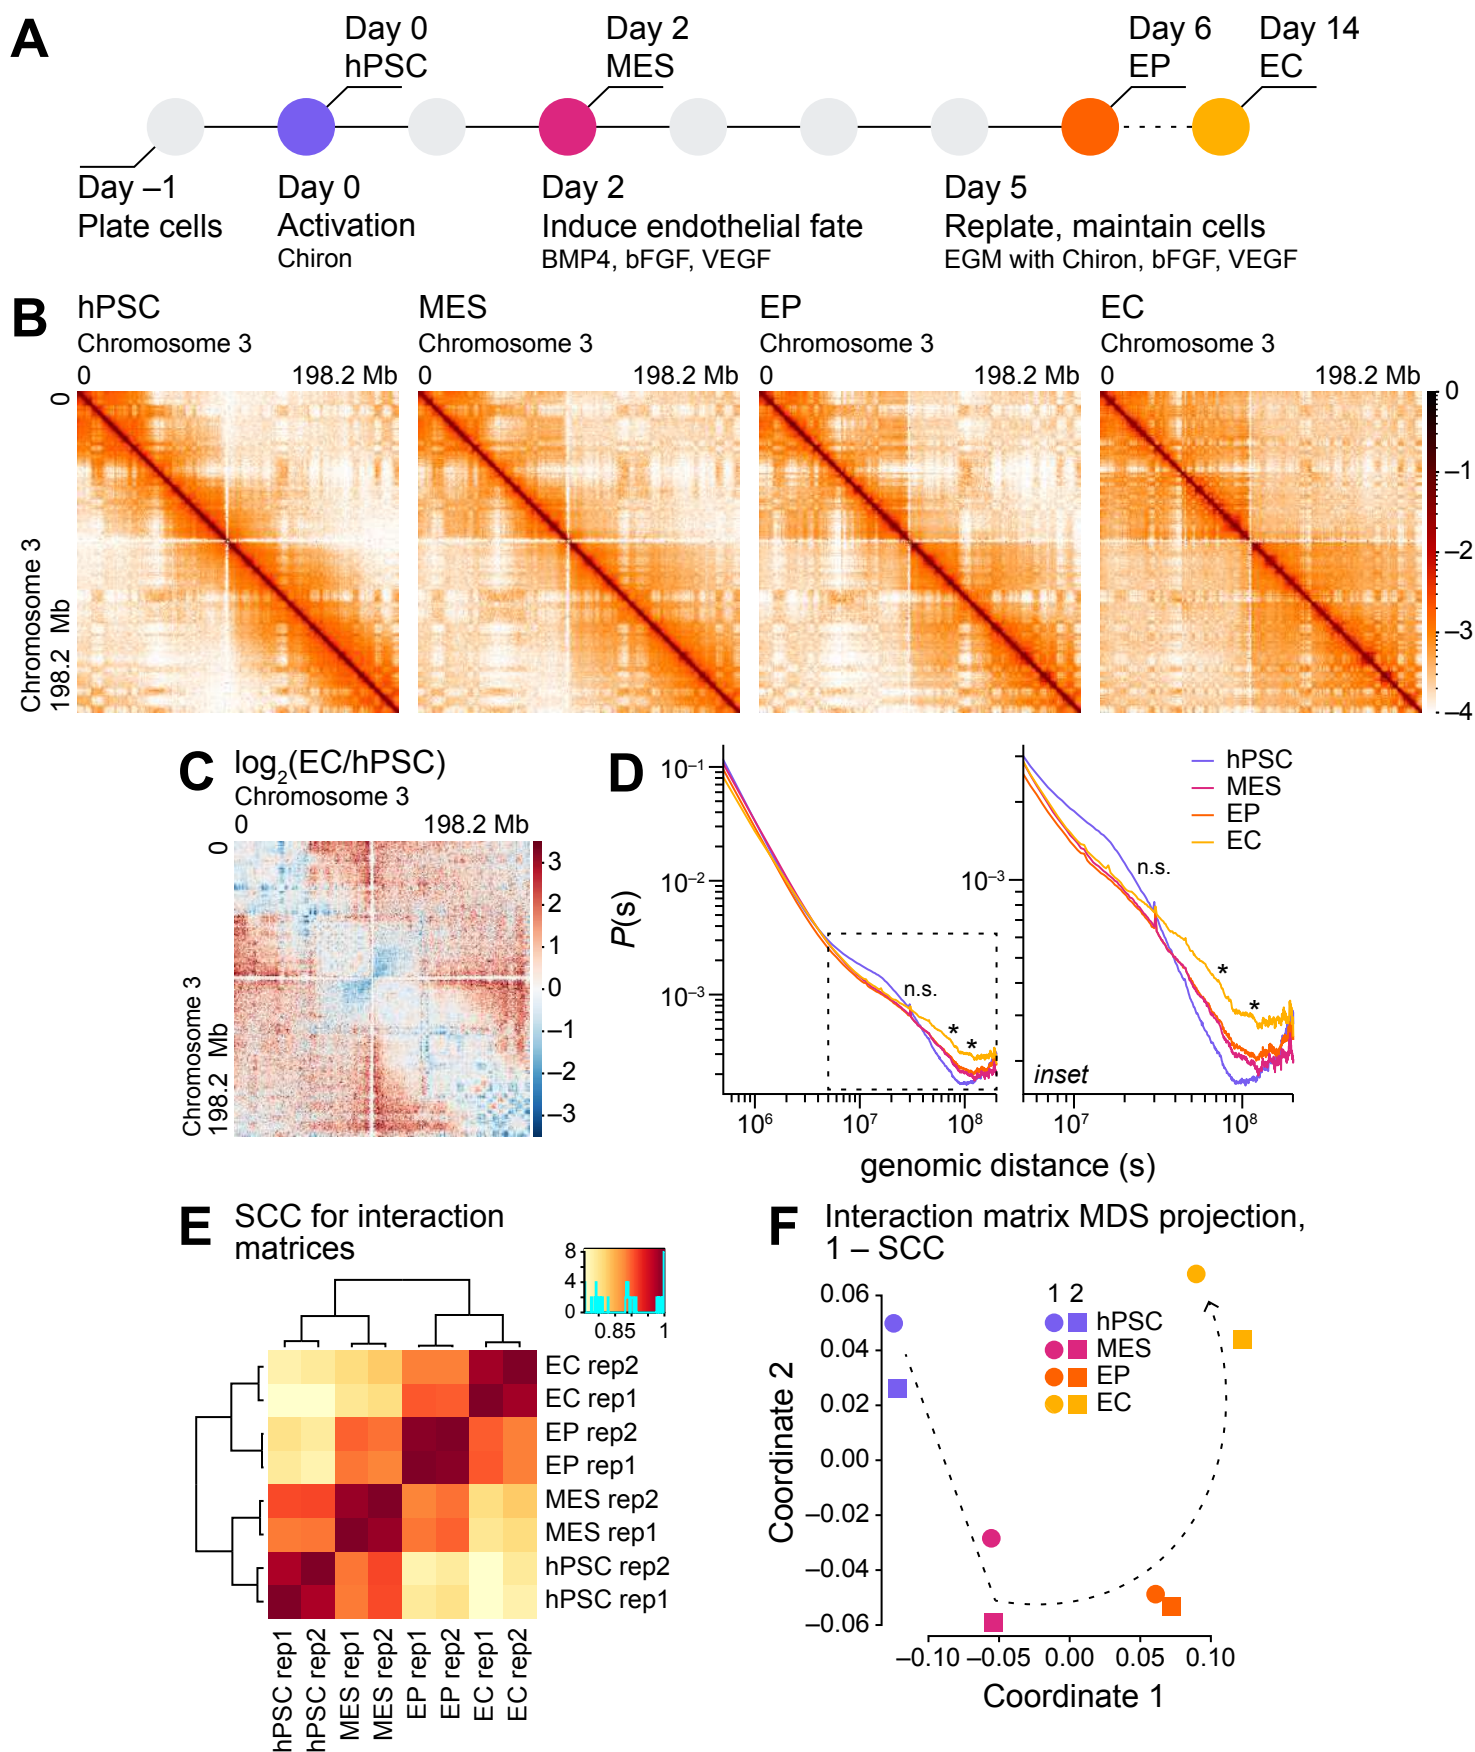 A
Day 0
hPSC
Day 2
MES
Day 6
EP
Day 14
EC
Day –1
Plate cells
Day 0
Activation
Chiron
Day 2
Induce endothelial fate
BMP4, bFGF, VEGF
Day 5
Replate, maintain cells
EGM with Chiron, bFGF, VEGF
B
hPSC
Chromosome 3
0 198.2 Mb
MES
Chromosome 3
0 198.2 Mb
EP
Chromosome 3
0 198.2 Mb
EC
Chromosome 3
0 198.2 Mb
0
Chromosome 3
198.2 Mb
0
–1
–2
–3
–4
C
log2(EC/hPSC)
Chromosome 3
0 198.2 Mb
0
Chromosome 3
198.2 Mb
3
2
1
0
–1
–2
–3
D
P(s)
10–1
10–2
10–3
n.s.
*
*
10⁶ 10⁷ 10⁸
10–3
n.s.
*
*
inset
10⁷ 10⁸
hPSC
MES
EP
EC
genomic distance (s)
E
SCC for interaction
matrices
8
4
0
0.85 1
EC rep2
EC rep1
EP rep2
EP rep1
MES rep2
MES rep1
hPSC rep2
hPSC rep1
hPSC rep1
hPSC rep2
MES rep1
MES rep2
EP rep1
EP rep2
EC rep1
EC rep2
F
Interaction matrix MDS projection,
1 – SCC
1 2
hPSC
MES
EP
EC
Coordinate 2
0.06
0.04
0.02
0.00
–0.02
–0.04
–0.06
–0.10 –0.05 0.00 0.05 0.10
Coordinate 1